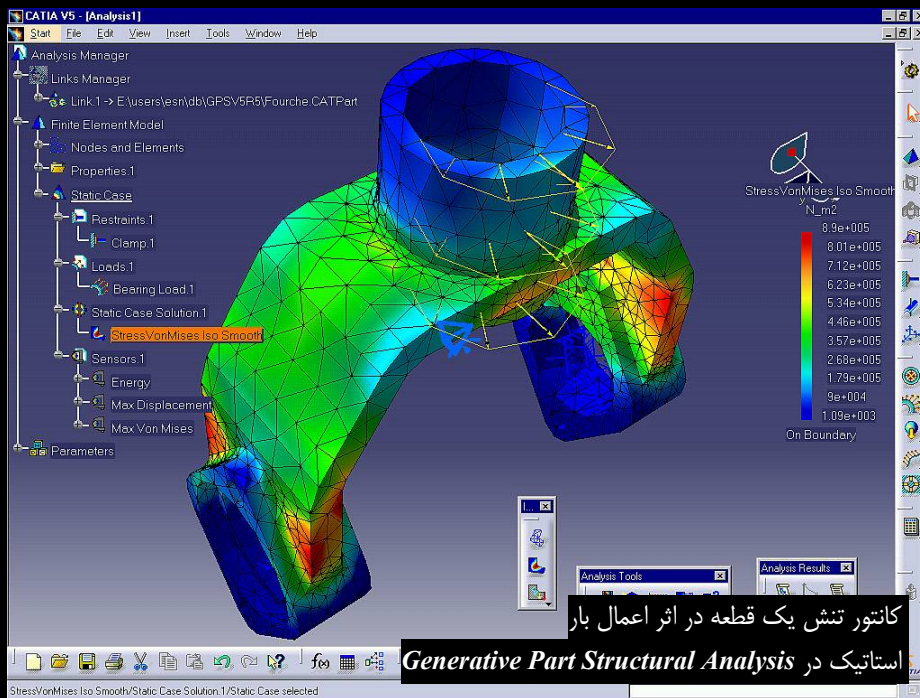 CATIA V5 - [Analysis1]
Start File Edit View Insert Tools Window Help
Analysis Manager
Links Manager
Link.1 -> E:\users\esn\db\GPSV5R5\Fourche.CATPart
Finite Element Model
Nodes and Elements
Properties.1
Static Case
Restraints.1
Clamp.1
Loads.1
Bearing Load.1
Static Case Solution.1
StressVonMises Iso Smooth
Sensors.1
Energy
Max Displacement
Max Von Mises
Parameters
StressVonMises Iso Smooth
N_m2
8.9e+005
8.01e+005
7.12e+005
6.23e+005
5.34e+005
4.46e+005
3.57e+005
2.68e+005
1.79e+005
9e+004
1.09e+003
On Boundary
I...
Analysis Tools
Analysis Results
کانتور تنش یک قطعه در اثر اعمال بار
استاتیک در Generative Part Structural Analysis
StressVonMises Iso Smooth/Static Case Solution.1/Static Case selected